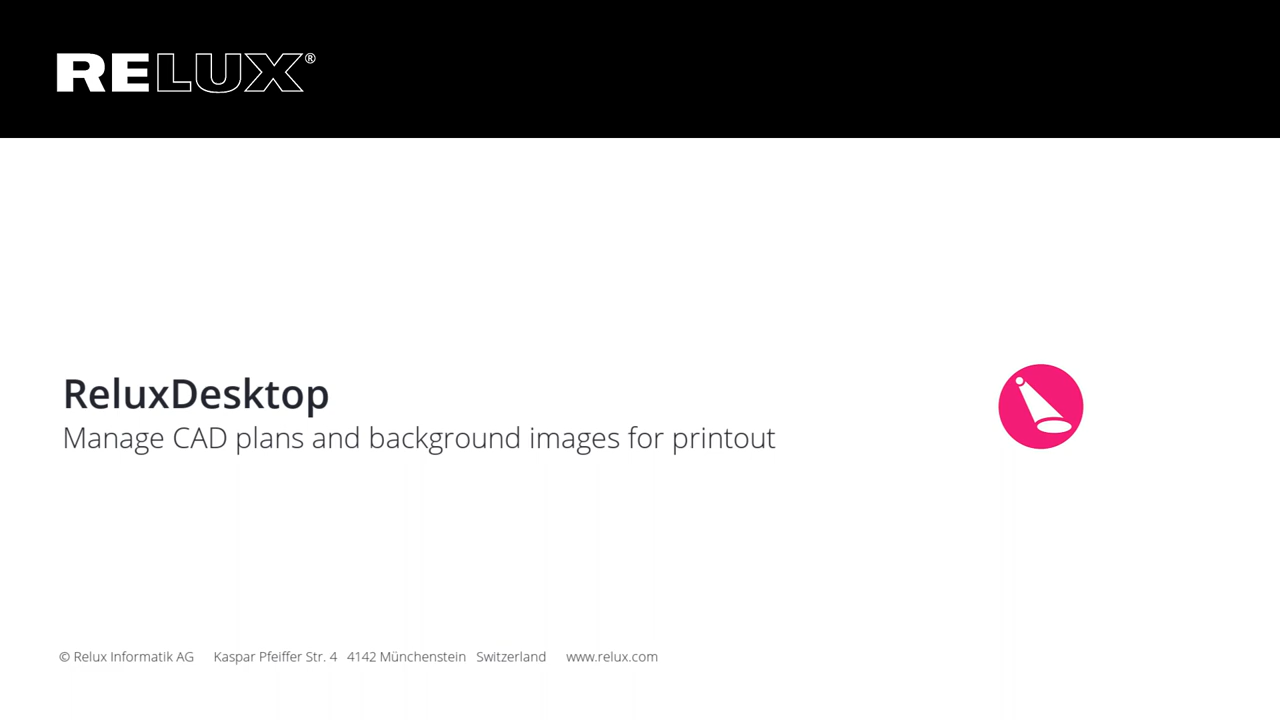 RELUX®
ReluxDesktop
Manage CAD plans and background images for printout
© Relux Informatik AG Kaspar Pfeiffer Str. 4 4142 Münchenstein Switzerland www.relux.com